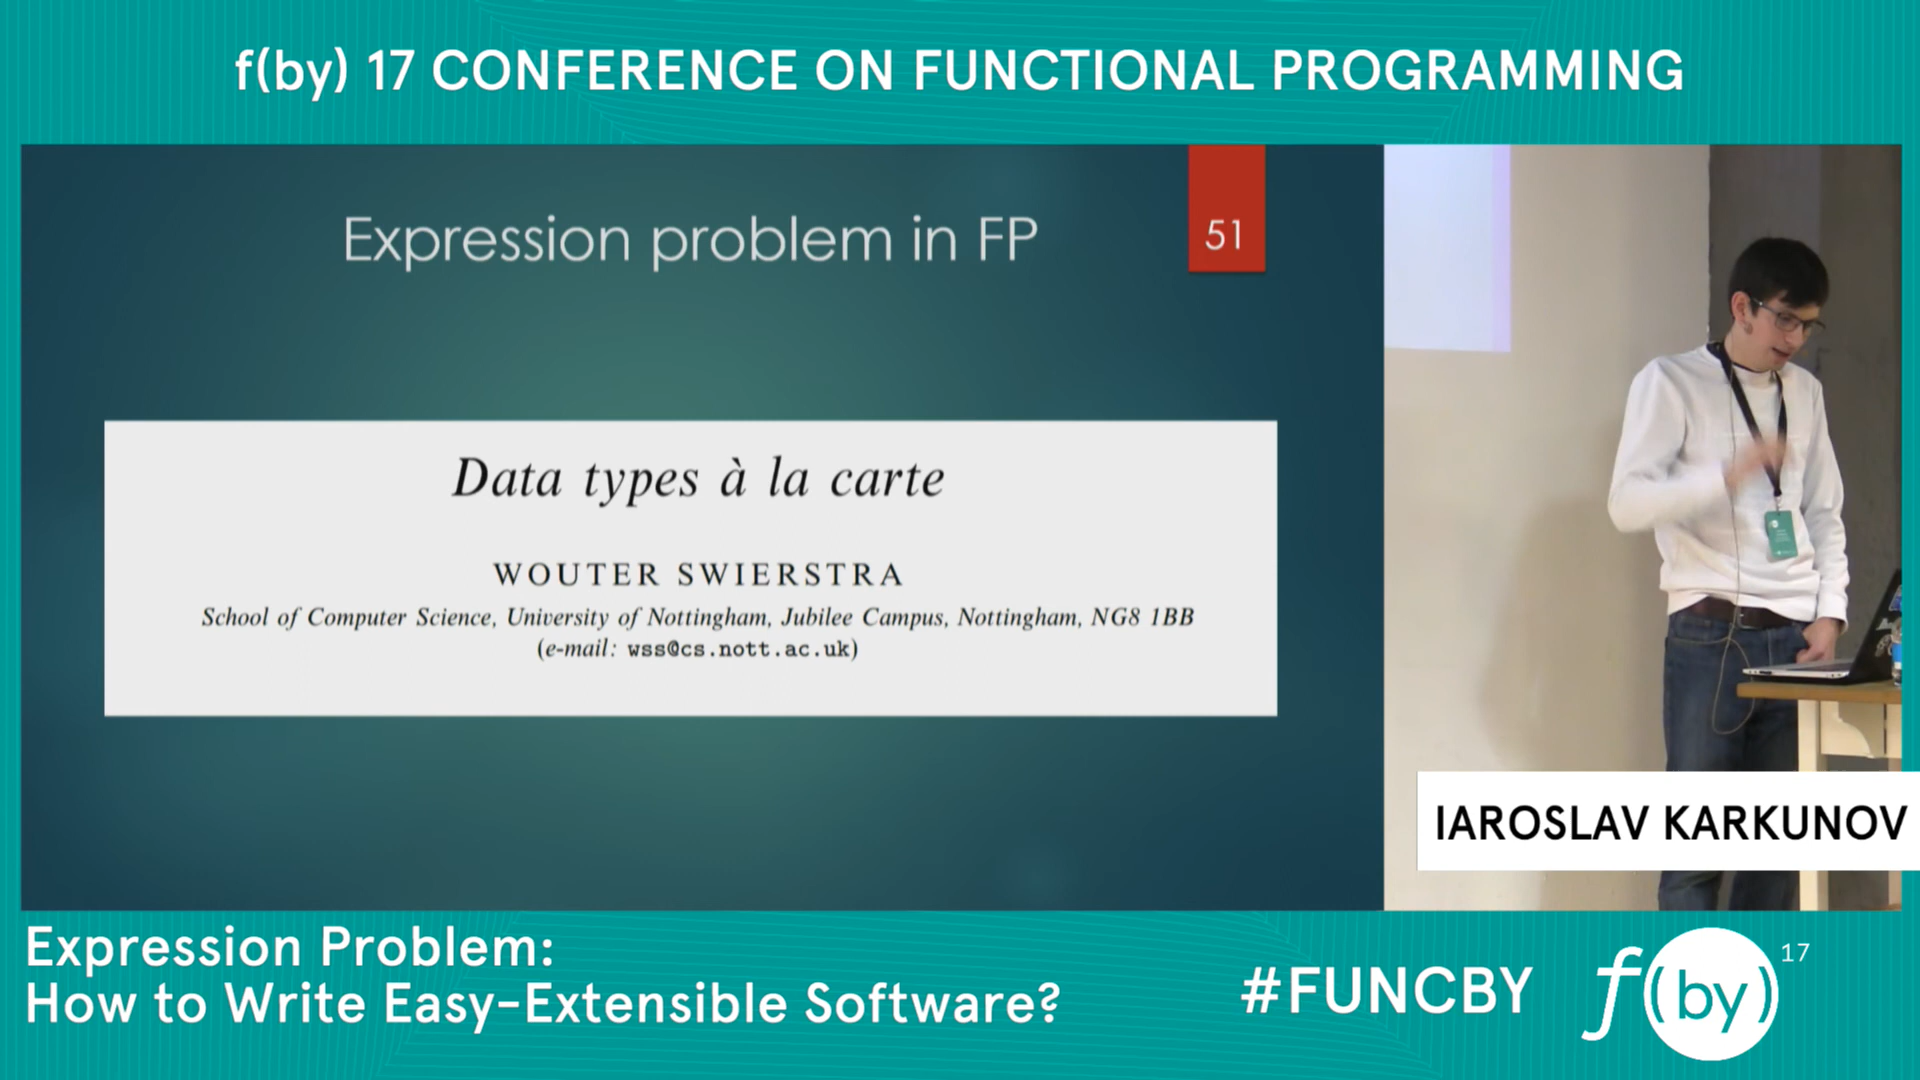 f(by) 17 CONFERENCE ON FUNCTIONAL PROGRAMMING
Expression problem in FP
51
Data types à la carte
WOUTER SWIERSTRA
School of Computer Science, University of Nottingham, Jubilee Campus, Nottingham, NG8 1BB
(e-mail: wss@cs.nott.ac.uk)
IAROSLAV KARKUNOV
Expression Problem:
How to Write Easy-Extensible Software?
#FUNCBY
f(by) 17